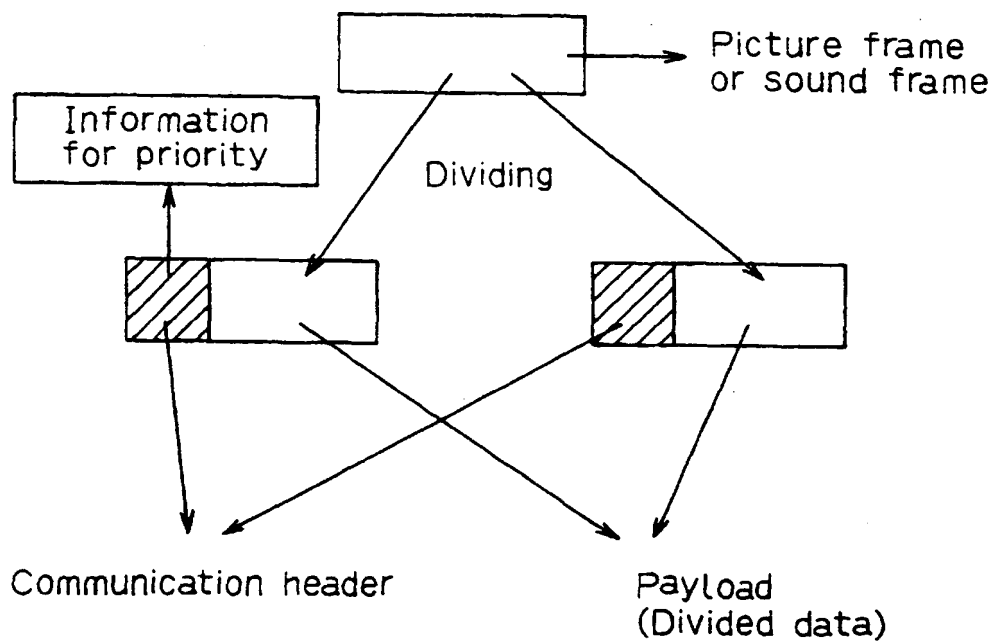 Picture frame
or sound frame
Information
for priority
Dividing
Communication header
Payload
(Divided data)